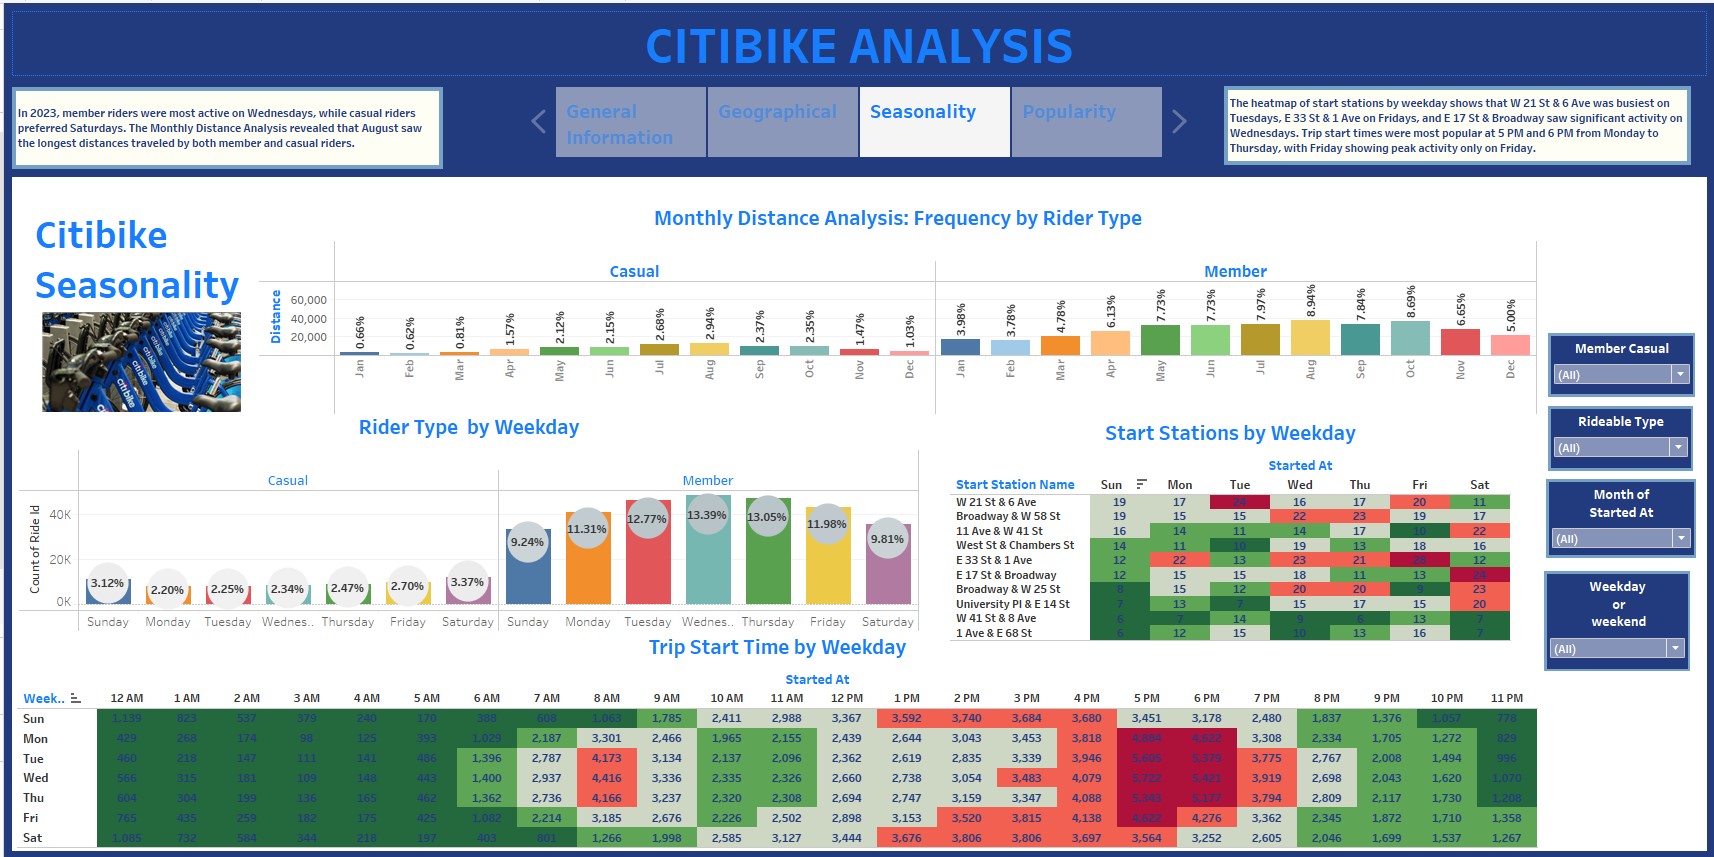 CITIBIKE ANALYSIS
In 2023, member riders were most active on Wednesdays, while casual riders
preferred Saturdays. The Monthly Distance Analysis revealed that August saw
the longest distances traveled by both member and casual riders.
General
Information
Geographical
Seasonality
Popularity
The heatmap of start stations by weekday shows that W 21 St & 6 Ave was busiest on
Tuesdays, E 33 St & 1 Ave on Fridays, and E 17 St & Broadway saw significant activity on
Wednesdays. Trip start times were most popular at 5 PM and 6 PM from Monday to
Thursday, with Friday showing peak activity only on Friday.
Citibike
Seasonality
Monthly Distance Analysis: Frequency by Rider Type
Casual Member
Distance
60,000
40,000
20,000
0.66% 0.62% 0.81% 1.57% 2.12% 2.15% 2.68% 2.94% 2.37% 2.35% 1.47% 1.03% 3.98% 3.78% 4.78% 6.13% 7.73% 7.73% 7.97% 8.94% 7.84% 8.69% 6.65% 5.00%
Jan Feb Mar Apr May Jun Jul Aug Sep Oct Nov Dec Jan Feb Mar Apr May Jun Jul Aug Sep Oct Nov Dec
citibike
citibike
citibike
Member Casual
(All)
Rideable Type
(All)
Month of
Started At
(All)
Weekday
or
weekend
(All)
Rider Type by Weekday
Casual Member
Count of Ride Id
40K
20K
0K
3.12% 2.20% 2.25% 2.34% 2.47% 2.70% 3.37% 9.24% 11.31% 12.77% 13.39% 13.05% 11.98% 9.81%
Sunday Monday Tuesday Wednes.. Thursday Friday Saturday Sunday Monday Tuesday Wednes.. Thursday Friday Saturday
Start Stations by Weekday
Started At
Start Station Name Sun Mon Tue Wed Thu Fri Sat
W 21 St & 6 Ave 19 17 16 17 20 11
Broadway & W 58 St 19 15 15 22 23 19 17
11 Ave & W 41 St 16 14 11 14 17 10 22
West St & Chambers St 14 11 10 19 13 18 16
E 33 St & 1 Ave 12 22 13 23 21 12
E 17 St & Broadway 12 15 15 18 11 13
Broadway & W 25 St 8 15 12 20 20 9 23
University Pl & E 14 St 7 13 7 15 17 15 20
W 41 St & 8 Ave 6 7 14 9 6 13 7
1 Ave & E 68 St 6 12 15 10 13 16 7
Trip Start Time by Weekday
Started At
Week.. 12 AM 1 AM 2 AM 3 AM 4 AM 5 AM 6 AM 7 AM 8 AM 9 AM 10 AM 11 AM 12 PM 1 PM 2 PM 3 PM 4 PM 5 PM 6 PM 7 PM 8 PM 9 PM 10 PM 11 PM
Sun 1,139 823 537 379 240 170 388 608 1,063 1,785 2,411 2,988 3,367 3,592 3,740 3,684 3,680 3,451 3,178 2,480 1,837 1,376 1,057 778
Mon 429 268 174 98 125 393 1,029 2,187 3,301 2,466 1,965 2,155 2,439 2,644 3,043 3,453 3,818 3,308 2,334 1,705 1,272 829
Tue 460 218 147 111 141 486 1,396 2,787 4,173 3,134 2,137 2,096 2,362 2,619 2,835 3,339 3,946 3,775 2,767 2,008 1,494 996
Wed 566 315 181 109 148 443 1,400 2,937 4,416 3,336 2,335 2,326 2,660 2,738 3,054 3,483 4,079 3,919 2,698 2,043 1,620 1,070
Thu 604 304 199 136 165 462 1,362 2,736 4,166 3,237 2,320 2,308 2,694 2,747 3,159 3,347 4,088 3,794 2,809 2,117 1,730 1,208
Fri 765 435 259 182 175 425 1,082 2,214 3,185 2,676 2,226 2,502 2,898 3,153 3,520 3,815 4,138 4,276 3,362 2,345 1,872 1,710 1,358
Sat 1,085 732 584 344 218 197 403 801 1,266 1,998 2,585 3,127 3,444 3,676 3,806 3,806 3,697 3,564 3,252 2,605 2,046 1,699 1,537 1,267